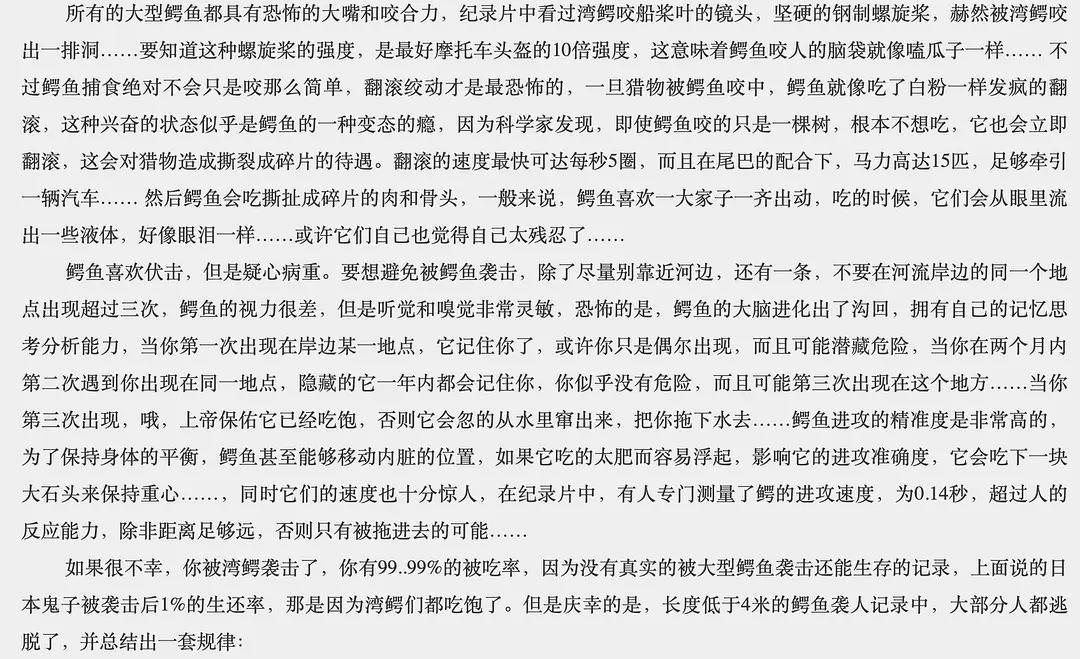 所有的大型鳄鱼都具有恐怖的大嘴和咬合力，纪录片中看过湾鳄咬船桨叶的镜头，坚硬的钢制螺旋桨，赫然被湾鳄咬
出一排洞……要知道这种螺旋桨的强度，是最好摩托车头盔的10倍强度，这意味着鳄鱼咬人的脑袋就像嗑瓜子一样…… 不
过鳄鱼捕食绝对不会只是咬那么简单，翻滚绞动才是最恐怖的，一旦猎物被鳄鱼咬中，鳄鱼就像吃了白粉一样发疯的翻
滚，这种兴奋的状态似乎是鳄鱼的一种变态的瘾，因为科学家发现，即使鳄鱼咬的只是一棵树，根本不想吃，它也会立即
翻滚，这会对猎物造成撕裂成碎片的待遇。翻滚的速度最快可达每秒5圈，而且在尾巴的配合下，马力高达15匹，足够牵引
一辆汽车…… 然后鳄鱼会吃撕扯成碎片的肉和骨头，一般来说，鳄鱼喜欢一大家子一齐出动，吃的时候，它们会从眼里流
出一些液体，好像眼泪一样……或许它们自己也觉得自己太残忍了……
鳄鱼喜欢伏击，但是疑心病重。要想避免被鳄鱼袭击，除了尽量别靠近河边，还有一条，不要在河流岸边的同一个地
点出现超过三次，鳄鱼的视力很差，但是听觉和嗅觉非常灵敏，恐怖的是，鳄鱼的大脑进化出了沟回，拥有自己的记忆思
考分析能力，当你第一次出现在岸边某一地点，它记住你了，或许你只是偶尔出现，而且可能潜藏危险，当你在两个月内
第二次遇到你出现在同一地点，隐藏的它一年内都会记住你，你似乎没有危险，而且可能第三次出现在这个地方……当你
第三次出现，哦，上帝保佑它已经吃饱，否则它会忽的从水里窜出来，把你拖下水去……鳄鱼进攻的精准度是非常高的，
为了保持身体的平衡，鳄鱼甚至能够移动内脏的位置，如果它吃的太肥而容易浮起，影响它的进攻准确度，它会吃下一块
大石头来保持重心……，同时它们的速度也十分惊人，在纪录片中，有人专门测量了鳄的进攻速度，为0.14秒，超过人的
反应能力，除非距离足够远，否则只有被拖进去的可能……
如果很不幸，你被湾鳄袭击了，你有99..99%的被吃率，因为没有真实的被大型鳄鱼袭击还能生存的记录，上面说的日
本鬼子被袭击后1%的生还率，那是因为湾鳄们都吃饱了。但是庆幸的是，长度低于4米的鳄鱼袭人记录中，大部分人都逃
脱了，并总结出一套规律：